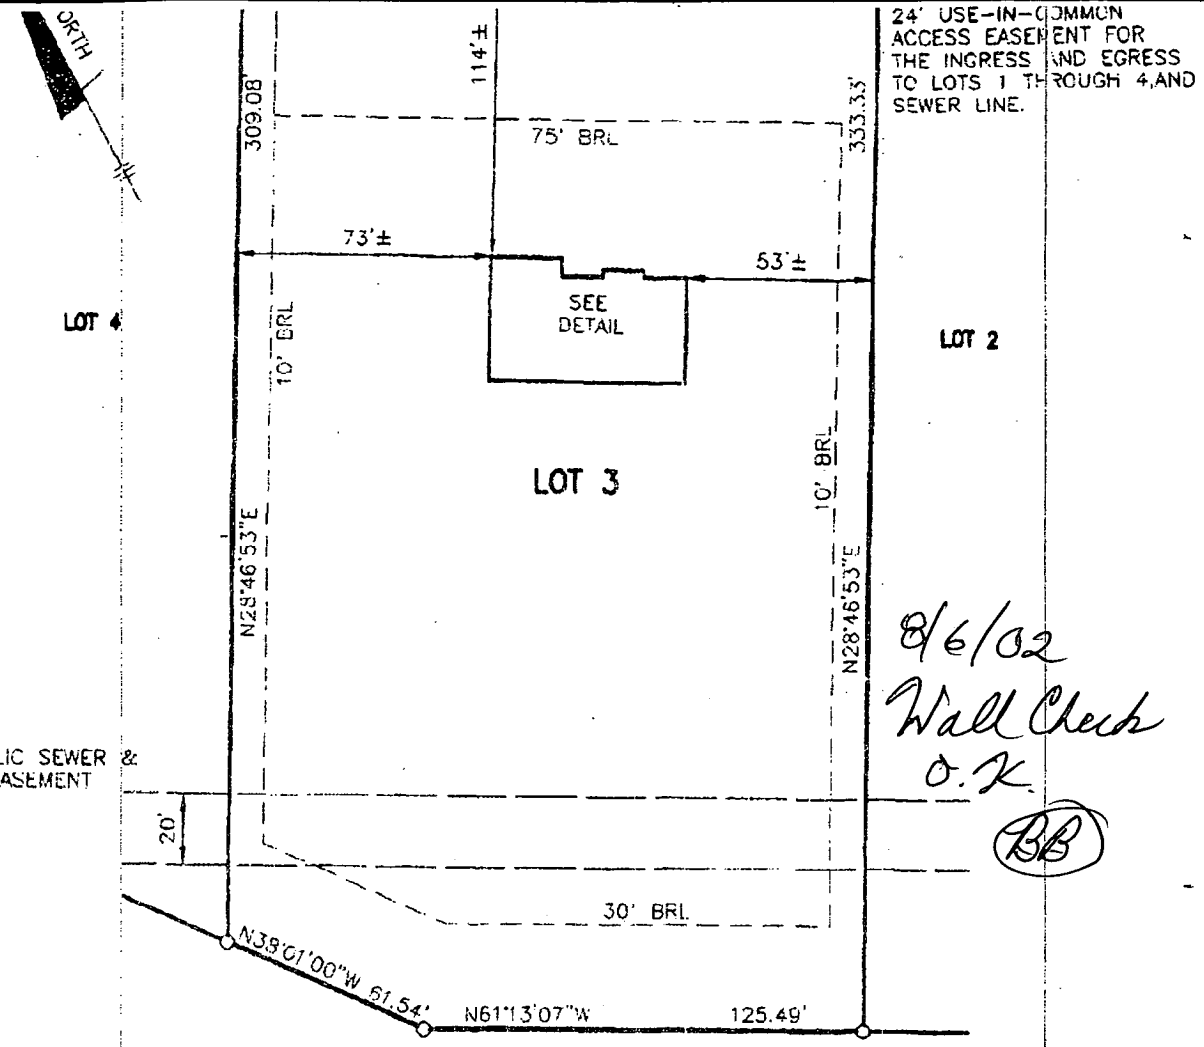 ORTH
309.08'
114'±
333.33'
24' USE-IN-COMMON
ACCESS EASEMENT FOR
THE INGRESS AND EGRESS
TO LOTS 1 THROUGH 4,AND
SEWER LINE.
75' BRL
73'±
53'±
SEE
DETAIL
LOT 4
10' BRL
LOT 2
LOT 3
10' BRL
N28°46'53"E
N28°46'53"E
8/6/02
Wall Check
O.K.
BB
LIC SEWER &
ASEMENT
20'
30' BRL
N38°01'00"W 61.54'
N61°13'07"W
125.49'